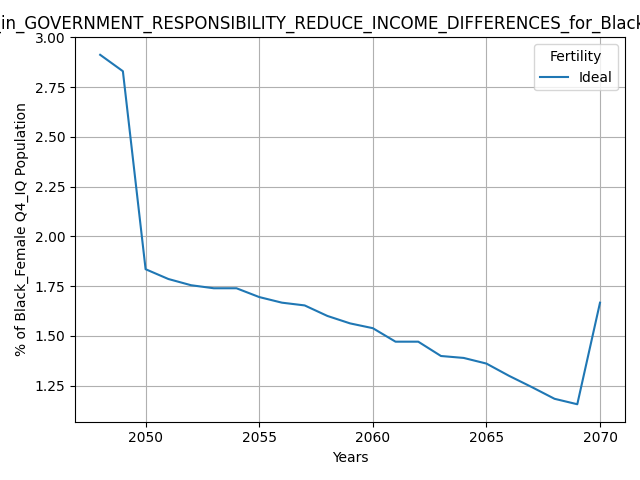 _in_GOVERNMENT_RESPONSIBILITY_REDUCE_INCOME_DIFFERENCES_for_Black
3.00
2.75
2.50
2.25
2.00
1.75
1.50
1.25
% of Black_Female Q4_IQ Population
Fertility
Ideal
2050
2055
2060
2065
2070
Years